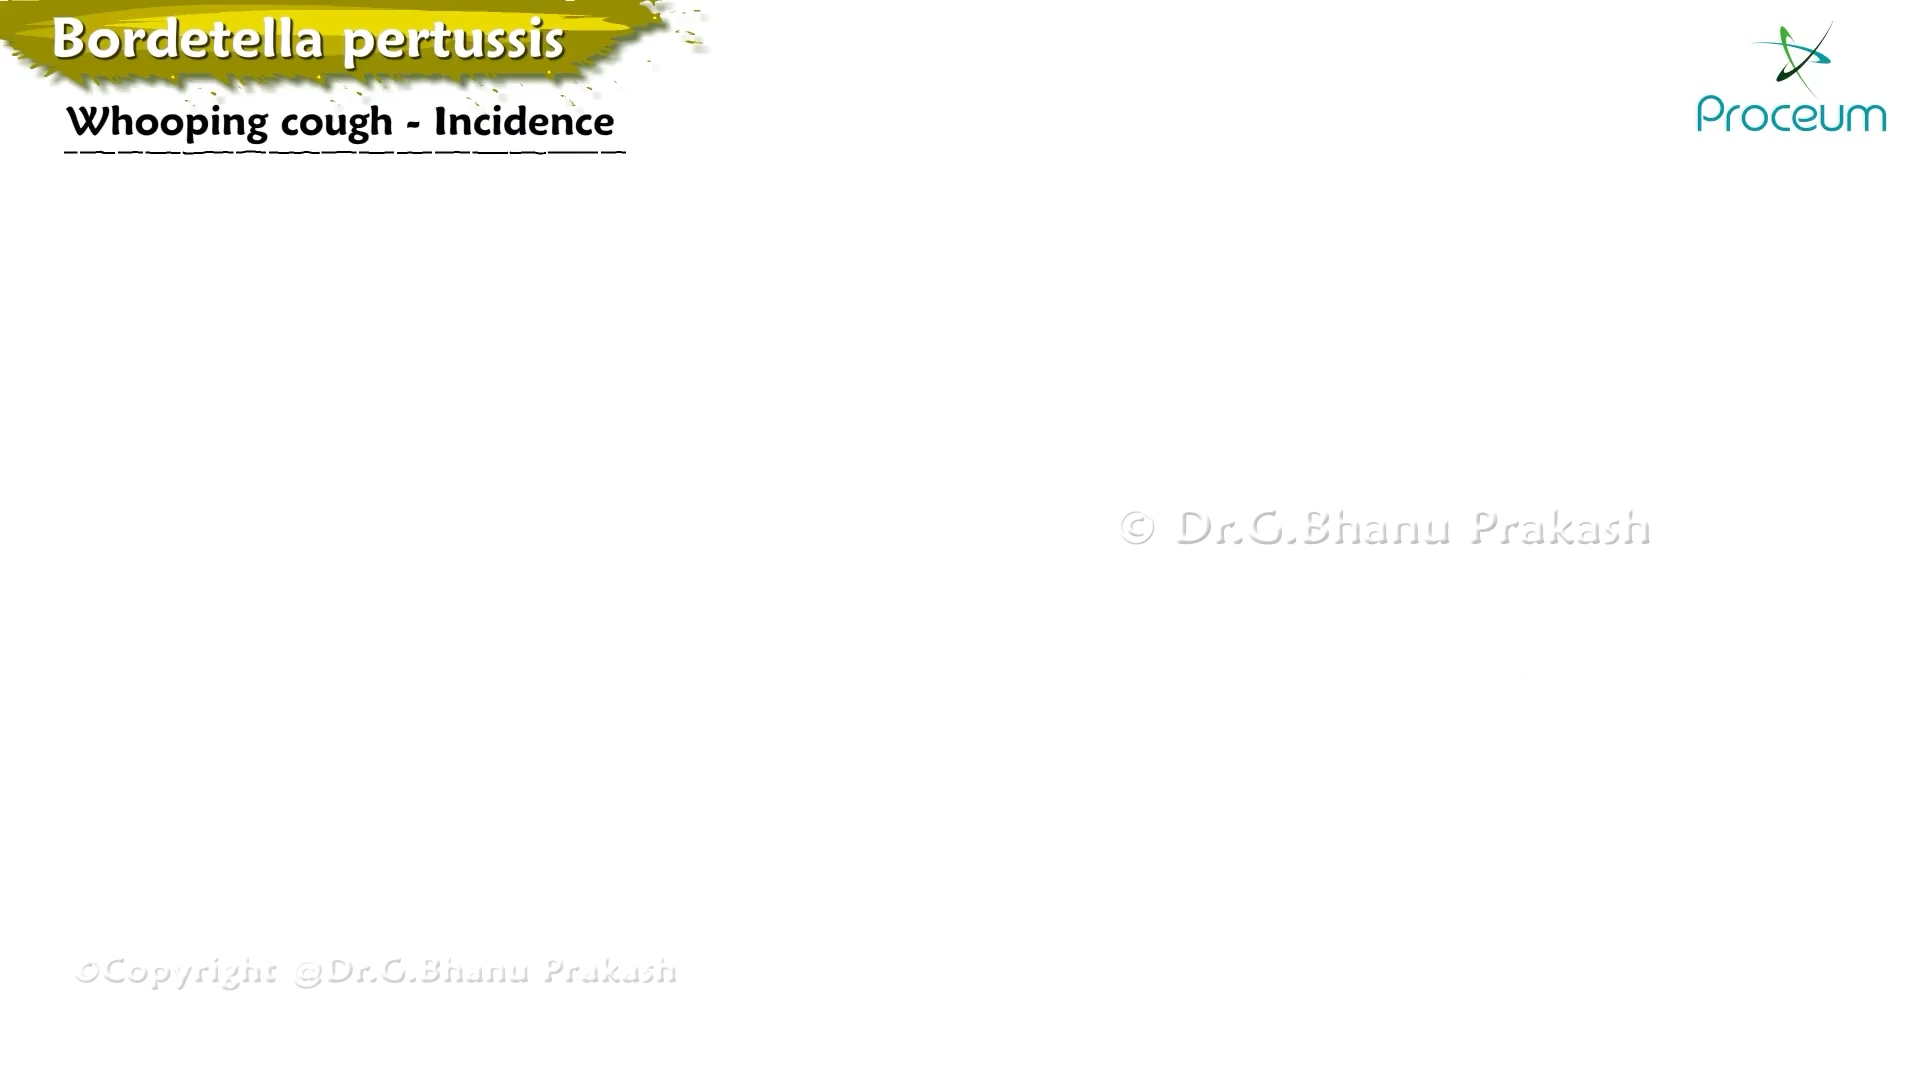 Bordetella pertussis
Proceum
Whooping cough - Incidence
© Dr.G.Bhanu Prakash
©Copyright @Dr.G.Bhanu Prakash